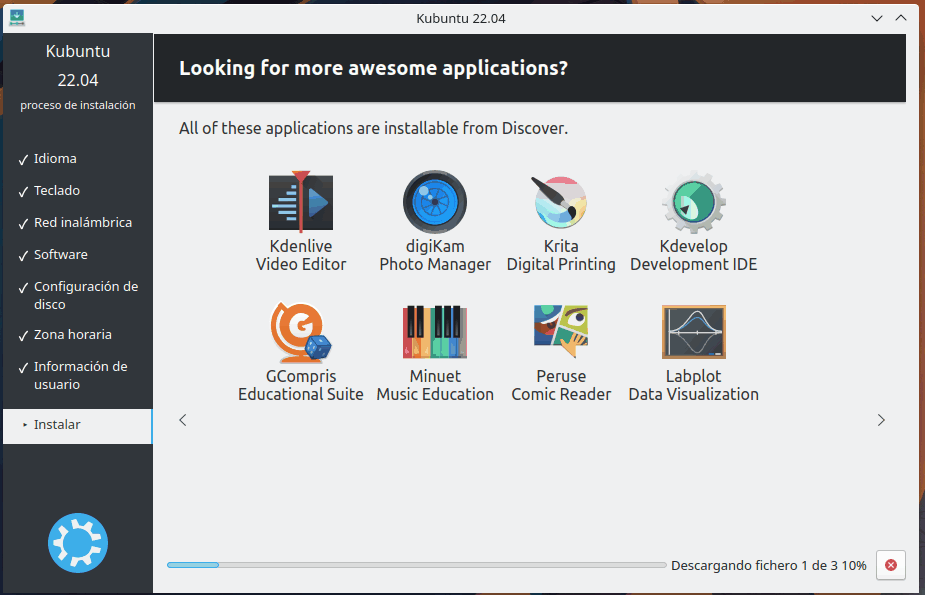 Kubuntu 22.04
Kubuntu
22.04
proceso de instalación
✓ Idioma
✓ Teclado
✓ Red inalámbrica
✓ Software
✓ Configuración de
disco
✓ Zona horaria
✓ Información de
usuario
‣ Instalar
Looking for more awesome applications?
All of these applications are installable from Discover.
Kdenlive
Video Editor
digiKam
Photo Manager
Krita
Digital Printing
Kdevelop
Development IDE
GCompris
Educational Suite
Minuet
Music Education
Peruse
Comic Reader
Labplot
Data Visualization
Descargando fichero 1 de 3 10%